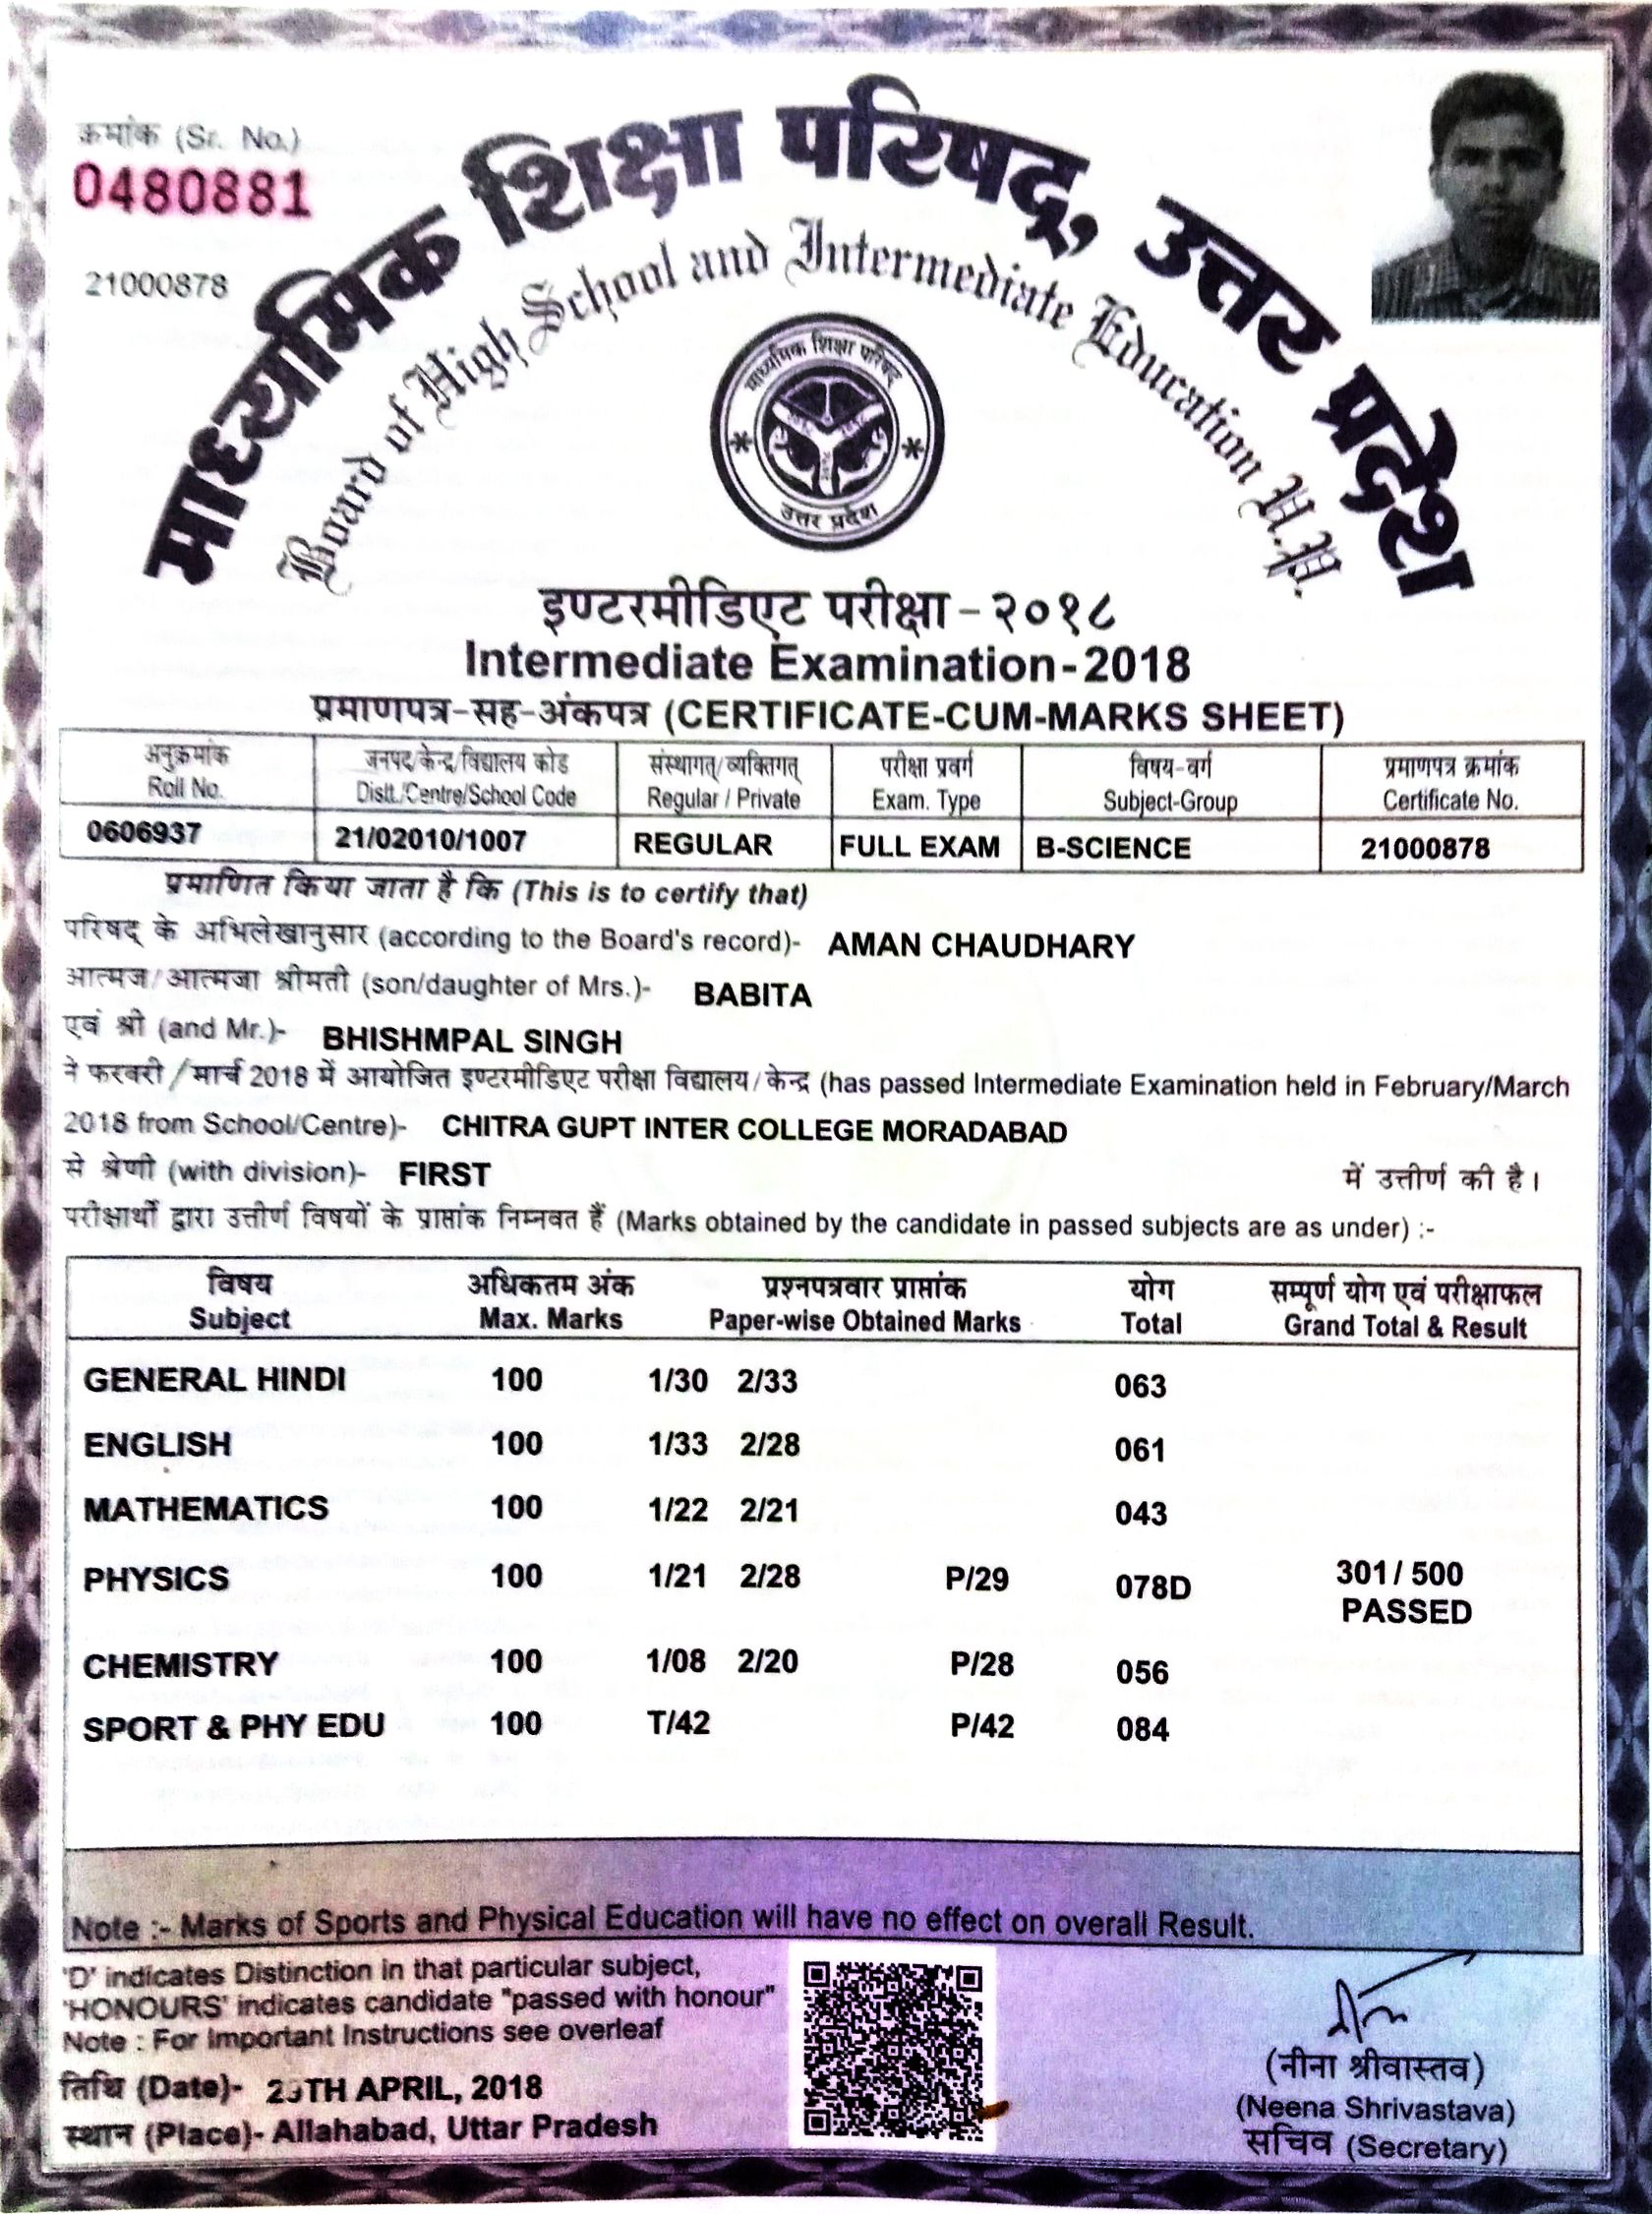 क्रमांक (Sr. No.)
0480881
21000878
माध्यमिक शिक्षा परिषद्, उत्तर प्रदेश
Board of High School and Intermediate Education U.P.
माध्यमिक शिक्षा परिषद्
उत्तर प्रदेश
इण्टरमीडिएट परीक्षा-२०१८
Intermediate Examination-2018
प्रमाणपत्र-सह-अंकपत्र (CERTIFICATE-CUM-MARKS SHEET)
अनुक्रमांक जनपद/केन्द्र/विद्यालय कोड संस्थागत्/व्यक्तिगत् परीक्षा प्रवर्ग विषय-वर्ग प्रमाणपत्र क्रमांक
Roll No. Distt./Centre/School Code Regular / Private Exam. Type Subject-Group Certificate No.
0606937 21/02010/1007 REGULAR FULL EXAM B-SCIENCE 21000878
प्रमाणित किया जाता है कि (This is to certify that)
परिषद् के अभिलेखानुसार (according to the Board's record)- AMAN CHAUDHARY
आत्मज/आत्मजा श्रीमती (son/daughter of Mrs.)- BABITA
एवं श्री (and Mr.)- BHISHMPAL SINGH
ने फरवरी/मार्च 2018 में आयोजित इण्टरमीडिएट परीक्षा विद्यालय/केन्द्र (has passed Intermediate Examination held in February/March
2018 from School/Centre)- CHITRA GUPT INTER COLLEGE MORADABAD
से श्रेणी (with division)- FIRST में उत्तीर्ण की है।
परीक्षार्थी द्वारा उत्तीर्ण विषयों के प्राप्तांक निम्नवत हैं (Marks obtained by the candidate in passed subjects are as under) :-
विषय अधिकतम अंक प्रश्नपत्रवार प्राप्तांक योग सम्पूर्ण योग एवं परीक्षाफल
Subject Max. Marks Paper-wise Obtained Marks Total Grand Total & Result
GENERAL HINDI 100 1/30 2/33 063
ENGLISH 100 1/33 2/28 061
MATHEMATICS 100 1/22 2/21 043
PHYSICS 100 1/21 2/28 P/29 078D 301/ 500
PASSED
CHEMISTRY 100 1/08 2/20 P/28 056
SPORT & PHY EDU 100 T/42 P/42 084
Note :- Marks of Sports and Physical Education will have no effect on overall Result.
'D' indicates Distinction in that particular subject,
'HONOURS' indicates candidate "passed with honour"
Note : For Important Instructions see overleaf
तिथि (Date)- APRIL, 2018
स्थान (Place)- Allahabad, Uttar Pradesh
(नीना श्रीवास्तव)
(Neena Shrivastava)
सचिव (Secretary)